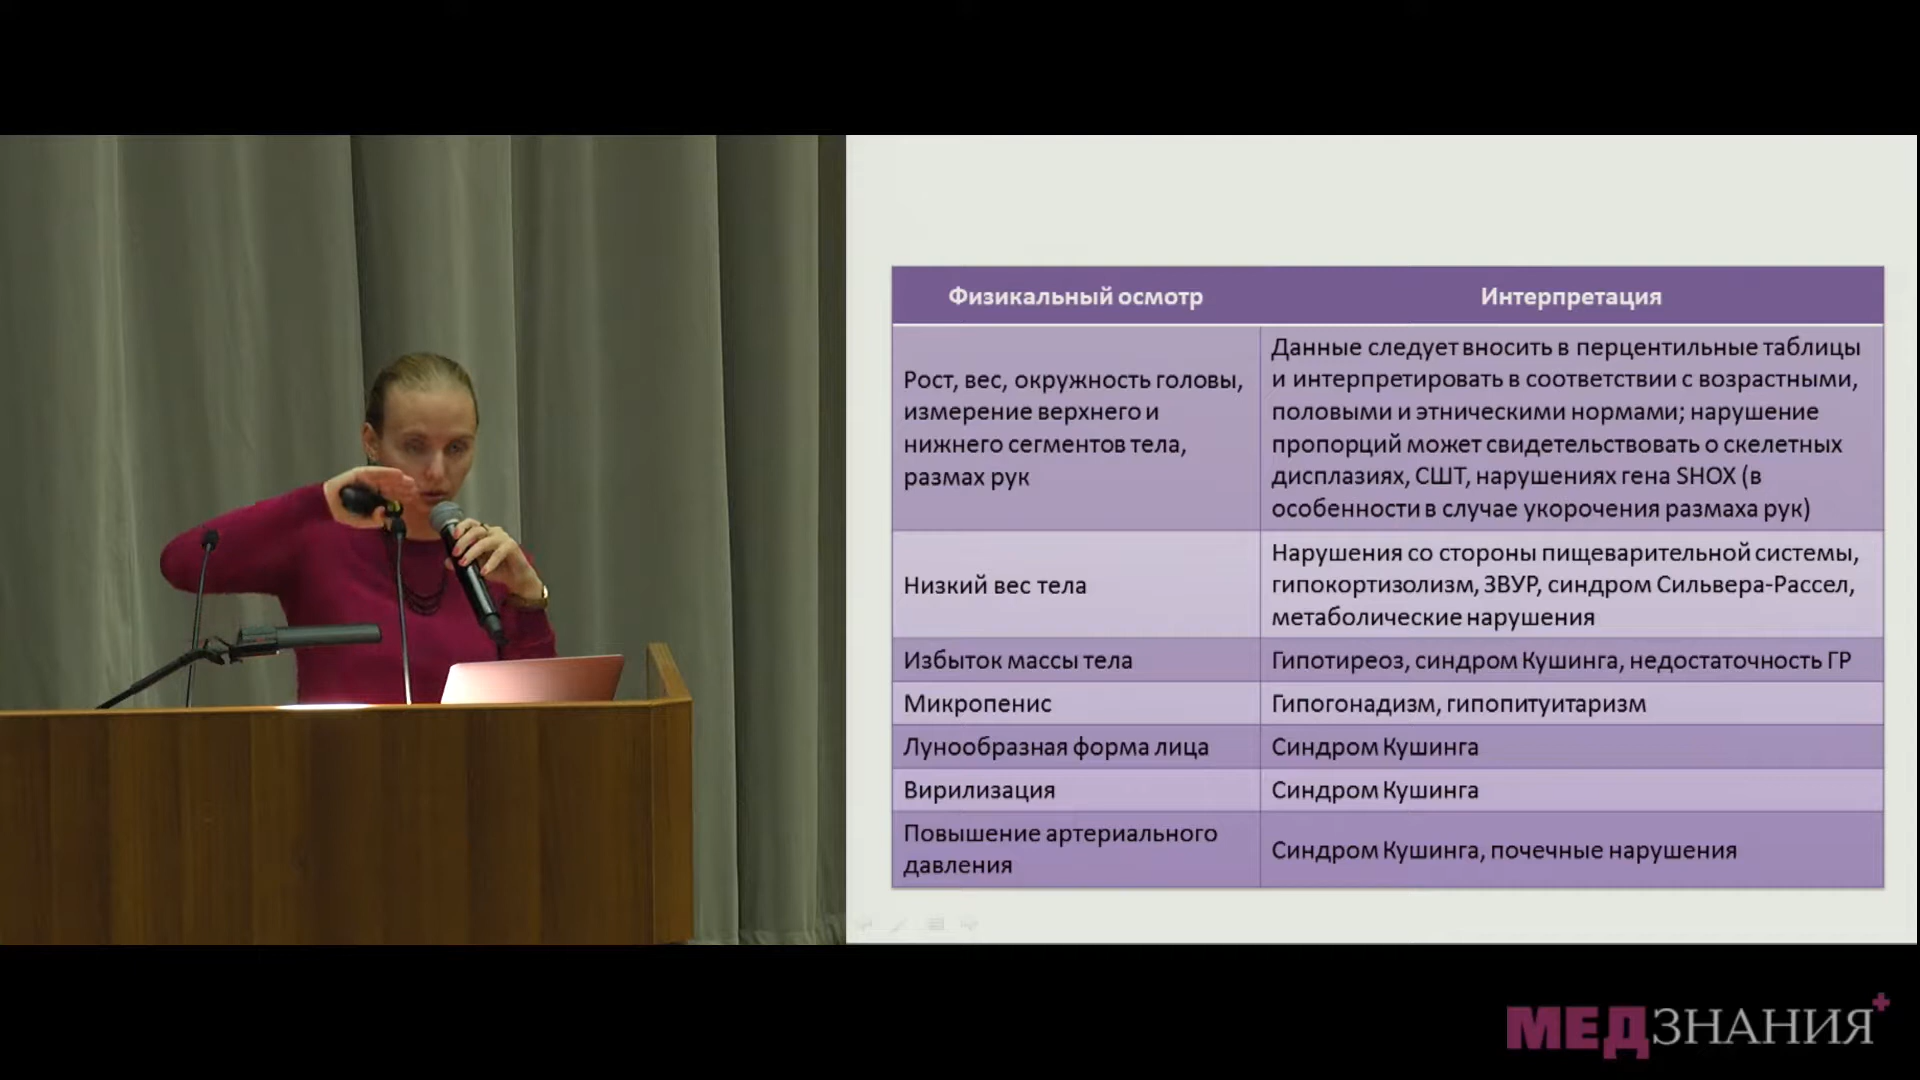 Физикальный осмотр
Интерпретация
Рост, вес, окружность головы,
измерение верхнего и
нижнего сегментов тела,
размах рук
Данные следует вносить в перцентильные таблицы
и интерпретировать в соответствии с возрастными,
половыми и этническими нормами; нарушение
пропорций может свидетельствовать о скелетных
дисплазиях, СШТ, нарушениях гена SHOX (в
особенности в случае укорочения размаха рук)
Низкий вес тела
Нарушения со стороны пищеварительной системы,
гипокортизолизм, ЗВУР, синдром Сильвера-Рассел,
метаболические нарушения
Избыток массы тела
Гипотиреоз, синдром Кушинга, недостаточность ГР
Микропенис
Гипогонадизм, гипопитуитаризм
Лунообразная форма лица
Синдром Кушинга
Вирилизация
Синдром Кушинга
Повышение артериального
давления
Синдром Кушинга, почечные нарушения
МЕДЗНАНИЯ+